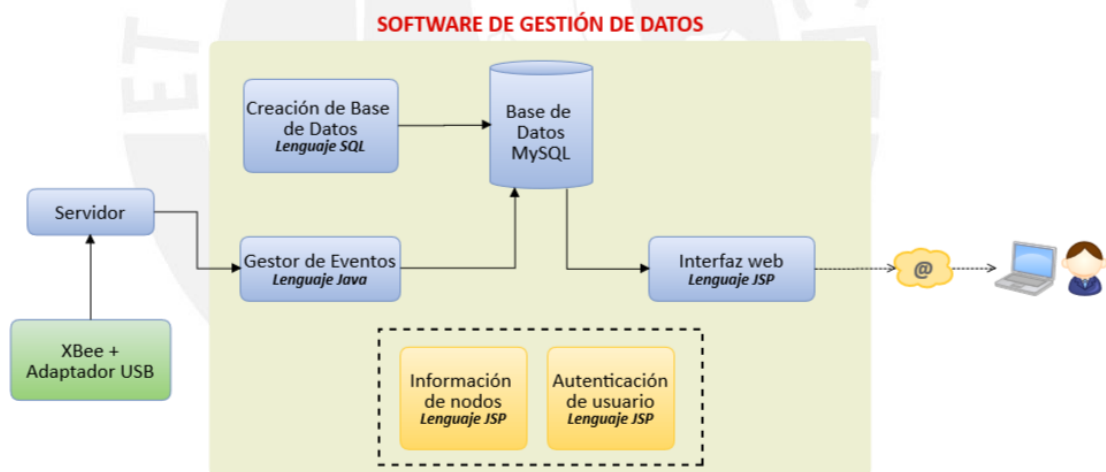 SOFTWARE DE GESTIÓN DE DATOS
Creación de Base
de Datos
Lenguaje SQL
Base de
Datos
MySQL
Servidor
Gestor de Eventos
Lenguaje Java
Interfaz web
Lenguaje JSP
@
XBee +
Adaptador USB
Información
de nodos
Lenguaje JSP
Autenticación
de usuario
Lenguaje JSP